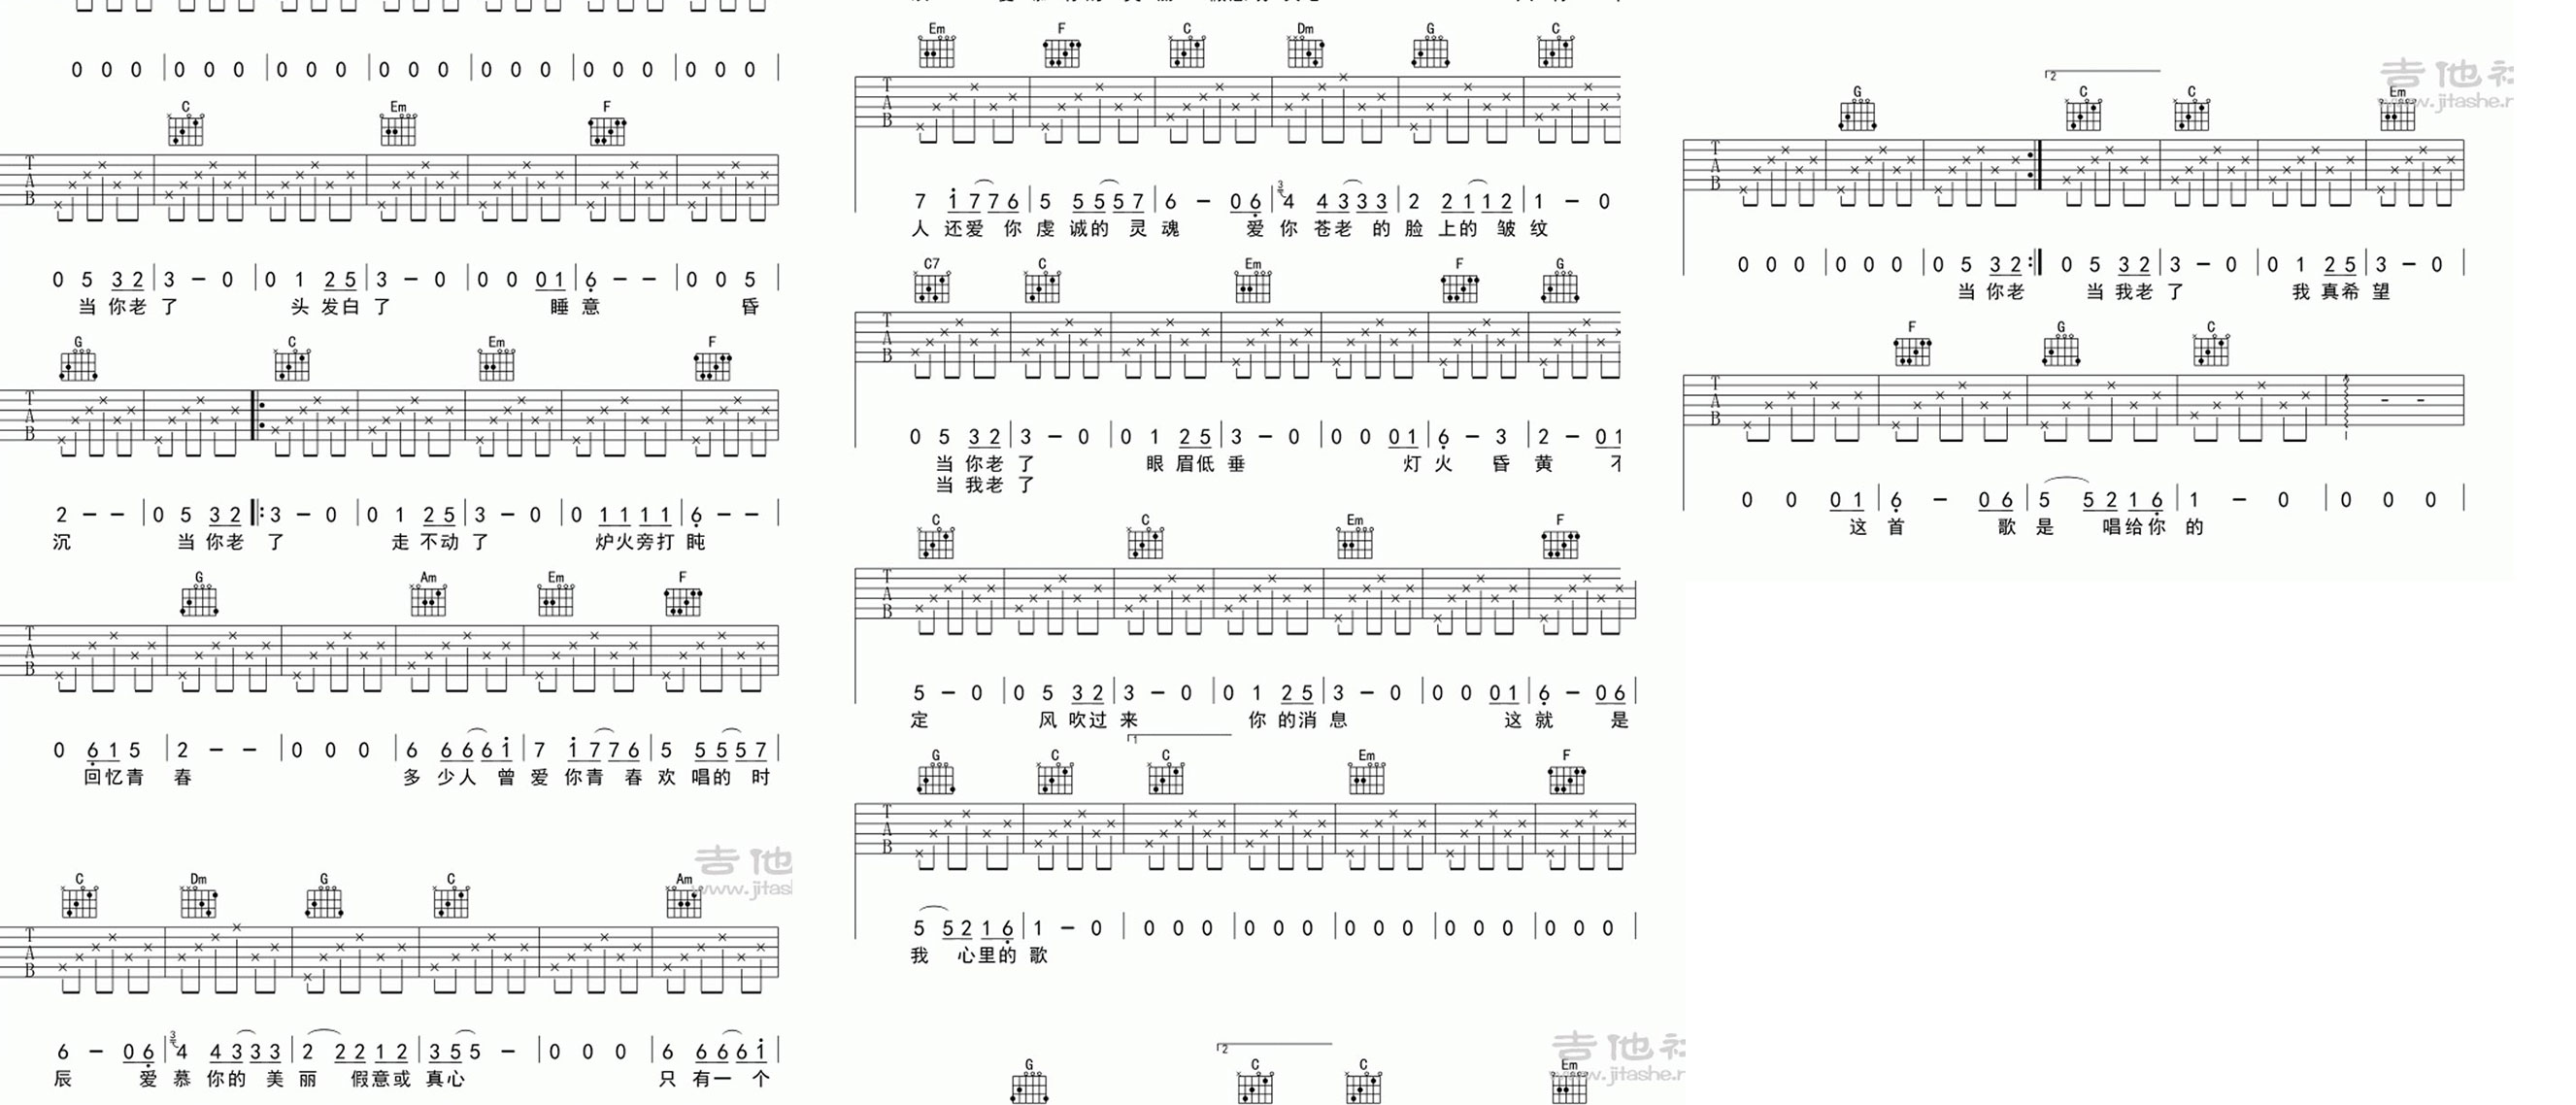 0 0 0 | 0 0 0 | 0 0 0 | 0 0 0 | 0 0 0 | 0 0 0 | 0 0 0 |
C Em F
T A B
0 5 3 2 | 3 - 0 | 0 1 2 5 | 3 - 0 | 0 0 0 1 | 6 - - | 0 0 5
当 你老 了 头 发白 了 睡 意 昏
G C Em F
T A B
2 - - | 0 5 3 2 |: 3 - 0 | 0 1 2 5 | 3 - 0 | 0 1 1 1 1 | 6 - - |
沉 当 你老 了 走 不动 了 炉火旁打 盹
G Am Em F
T A B
0 6 1 5 | 2 - - | 0 0 0 | 6 6 6 6 i | 7 i 7 7 6 | 5 5 5 5 7 |
回忆青 春 多 少人 曾 爱 你青 春 欢 唱的 时
吉他
www.jitas
C Dm G C Am
T A B
6 - 0 6 | 3 4 4 3 3 3 | 2 2 2 1 2 | 3 5 5 - | 0 0 0 | 6 6 6 6 i |
辰 爱 慕 你的 美 丽 假意或 真心 只 有一 个
Em F C Dm G C
T A B
7 i 7 7 6 | 5 5 5 5 7 | 6 - 0 6 | 3 4 4 3 3 3 | 2 2 1 1 2 | 1 - 0
人 还爱 你 虔 诚的 灵 魂 爱 你 苍老 的 脸 上的 皱 纹
C7 C Em F G
T A B
0 5 3 2 | 3 - 0 | 0 1 2 5 | 3 - 0 | 0 0 0 1 | 6 - 3 | 2 - 0 1
当 你老 了 眼 眉低 垂 灯 火 昏 黄
当 我老 了
C C Em F
T A B
5 - 0 | 0 5 3 2 | 3 - 0 | 0 1 2 5 | 3 - 0 | 0 0 0 1 | 6 - 0 6 |
定 风 吹过 来 你 的消 息 这 就 是
1
G C C Em F
T A B
5 5 2 1 6 | 1 - 0 | 0 0 0 | 0 0 0 | 0 0 0 | 0 0 0 | 0 0 0 |
我 心里的 歌
吉他社
www.jitashe.
2
G C C Em
吉他社
www.jitashe.
2
G C C Em
T A B
0 0 0 | 0 0 0 | 0 5 3 2 :| 0 5 3 2 | 3 - 0 | 0 1 2 5 | 3 - 0 |
当 你老 当 我老 了 我 真希 望
F G C
T A B
0 0 0 1 | 6 - 0 6 | 5 5 2 1 6 | 1 - 0 | 0 0 0 |
这 首 歌 是 唱给你 的